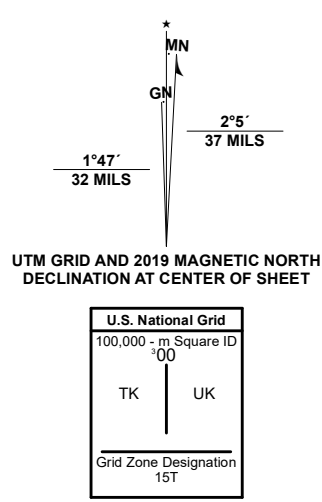 ★
MN
GN
2°5´
37 MILS
1°47´
32 MILS
UTM GRID AND 2019 MAGNETIC NORTH
DECLINATION AT CENTER OF SHEET
U.S. National Grid
100,000 - m Square ID
³00
TK UK
Grid Zone Designation
15T